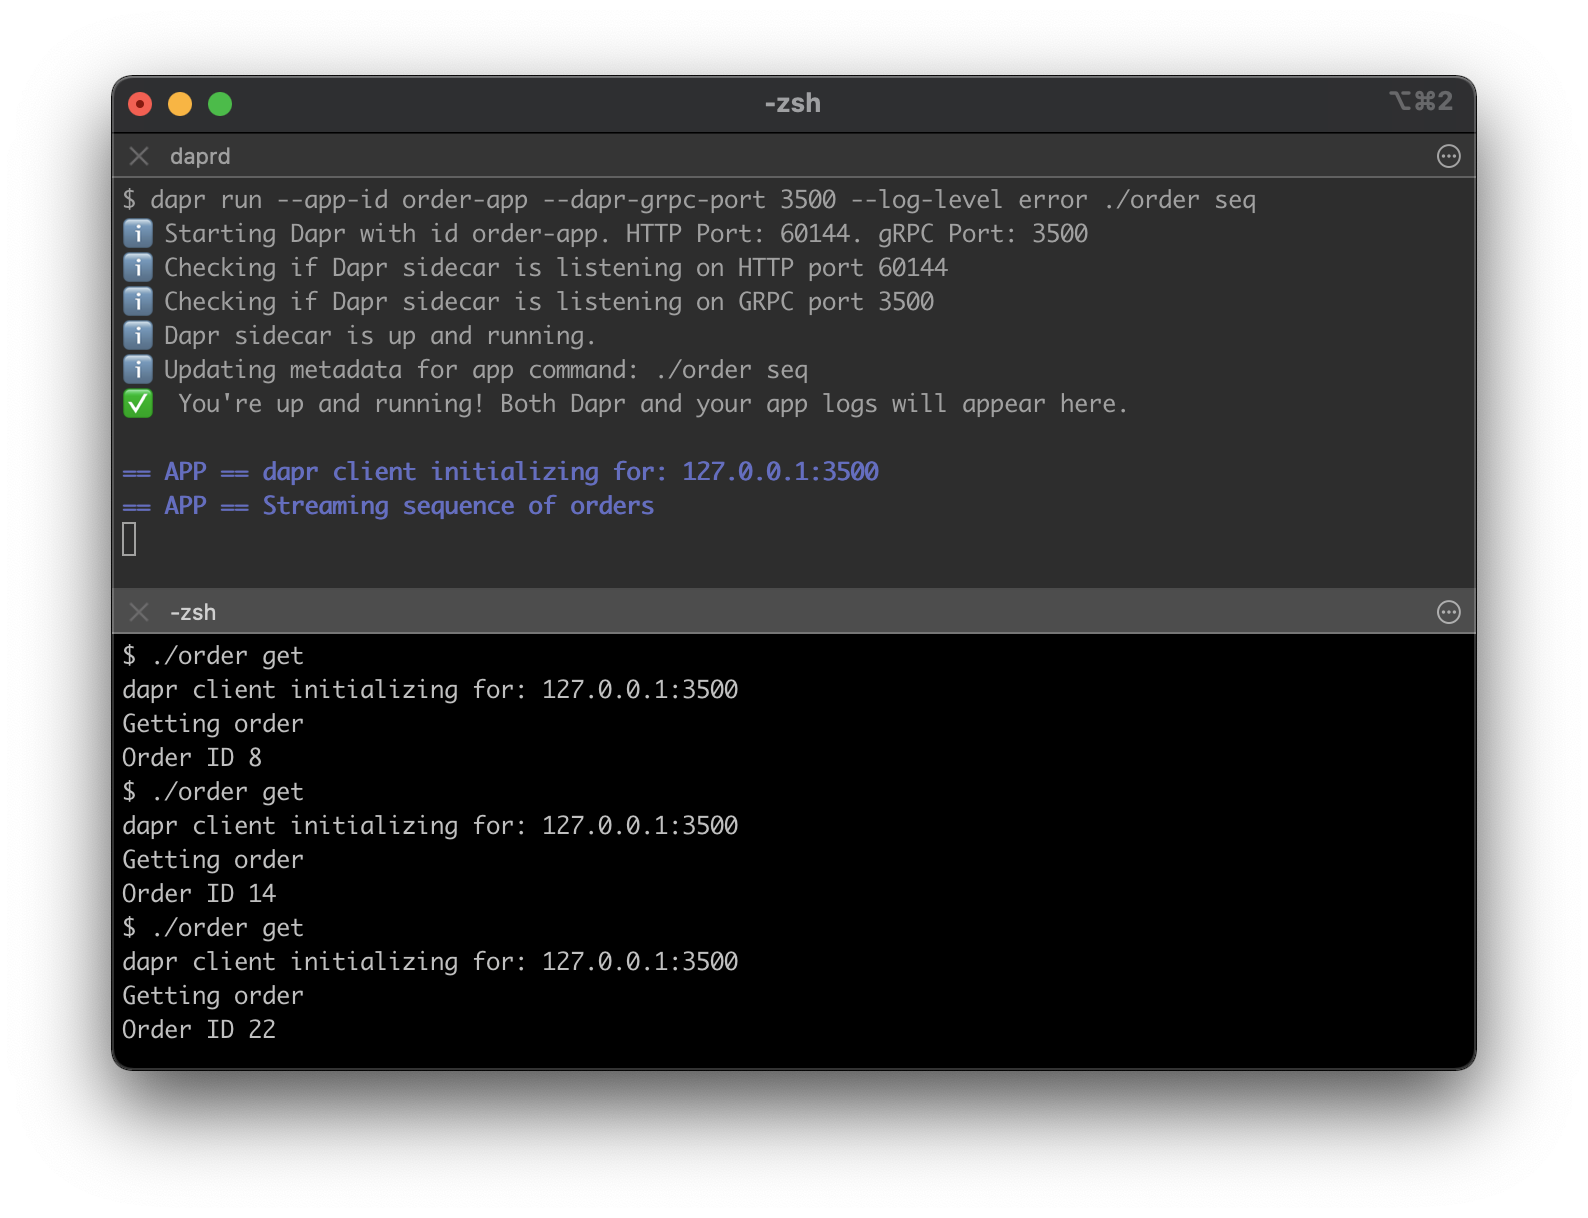 -zsh
⌥⌘2
daprd
$ dapr run --app-id order-app --dapr-grpc-port 3500 --log-level error ./order seq
ℹ️ Starting Dapr with id order-app. HTTP Port: 60144. gRPC Port: 3500
ℹ️ Checking if Dapr sidecar is listening on HTTP port 60144
ℹ️ Checking if Dapr sidecar is listening on GRPC port 3500
ℹ️ Dapr sidecar is up and running.
ℹ️ Updating metadata for app command: ./order seq
✅ You're up and running! Both Dapr and your app logs will appear here.
== APP == dapr client initializing for: 127.0.0.1:3500
== APP == Streaming sequence of orders
-zsh
$ ./order get
dapr client initializing for: 127.0.0.1:3500
Getting order
Order ID 8
$ ./order get
dapr client initializing for: 127.0.0.1:3500
Getting order
Order ID 14
$ ./order get
dapr client initializing for: 127.0.0.1:3500
Getting order
Order ID 22